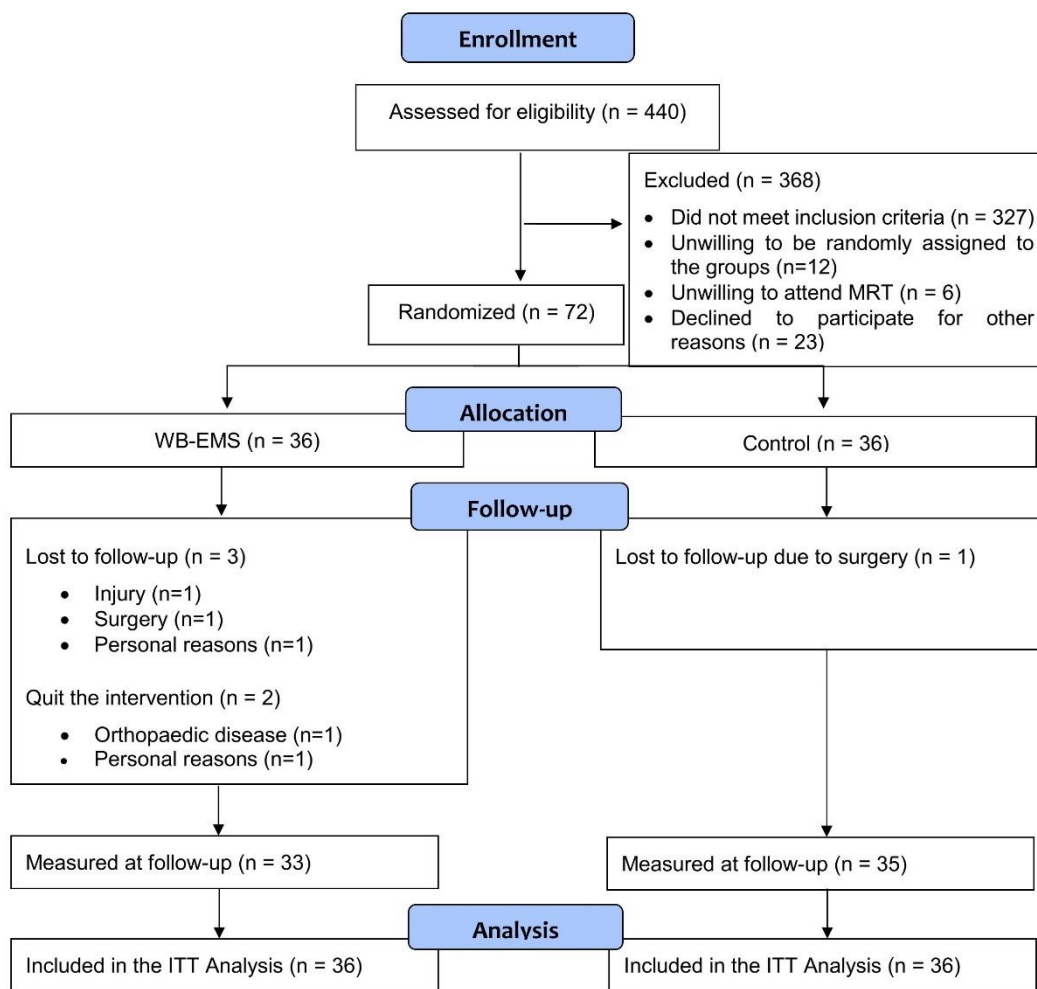 Enrollment
Assessed for eligibility (n = 440)
Excluded (n = 368)
• Did not meet inclusion criteria (n = 327)
• Unwilling to be randomly assigned to
the groups (n=12)
• Unwilling to attend MRT (n = 6)
• Declined to participate for other
reasons (n = 23)
Randomized (n = 72)
Allocation
WB-EMS (n = 36)
Control (n = 36)
Follow-up
Lost to follow-up (n = 3)
• Injury (n=1)
• Surgery (n=1)
• Personal reasons (n=1)
Quit the intervention (n = 2)
• Orthopaedic disease (n=1)
• Personal reasons (n=1)
Lost to follow-up due to surgery (n = 1)
Measured at follow-up (n = 33)
Measured at follow-up (n = 35)
Analysis
Included in the ITT Analysis (n = 36)
Included in the ITT Analysis (n = 36)